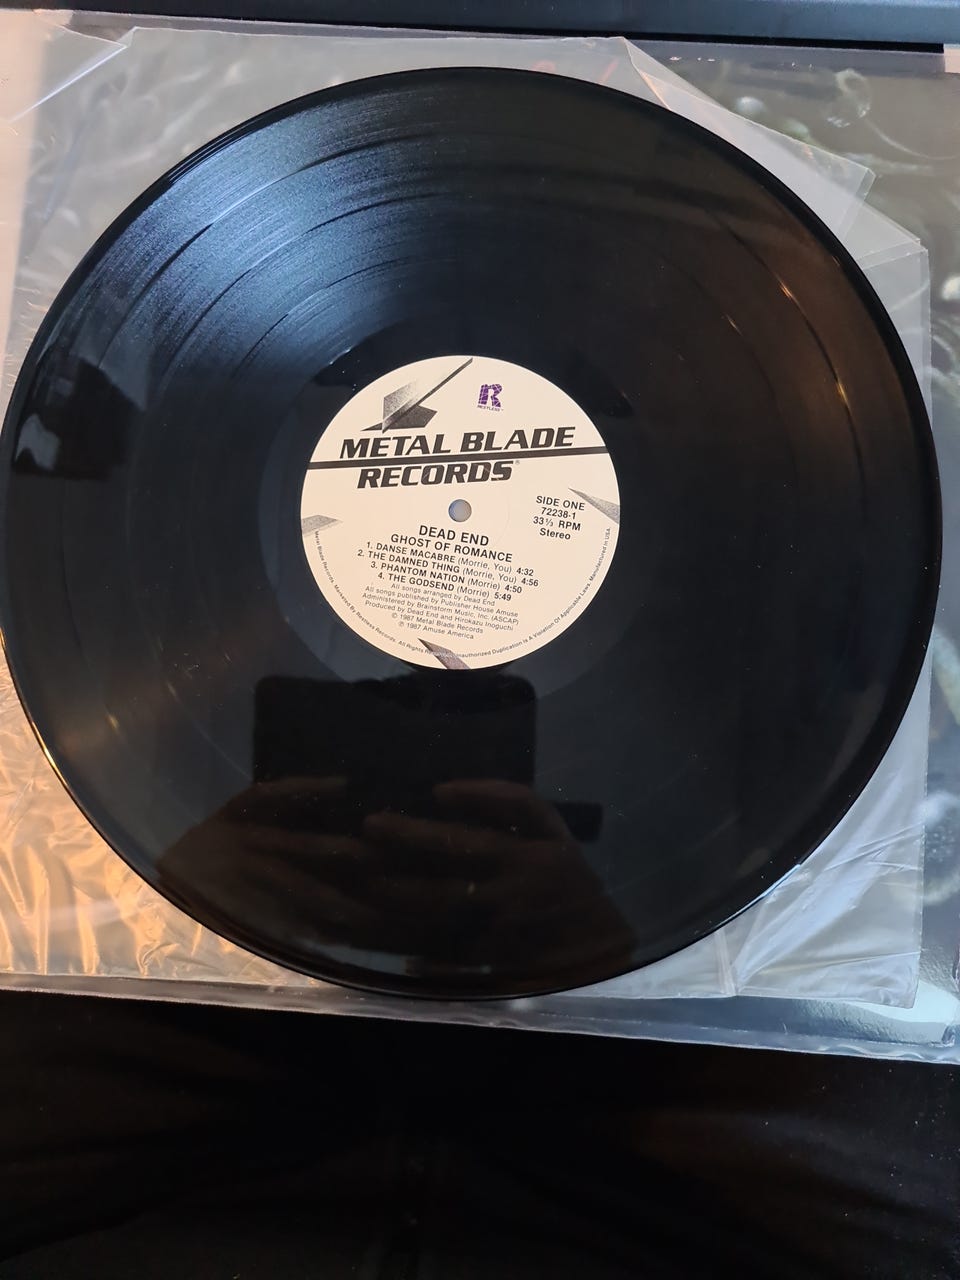 R
RESTLESS™
METAL BLADE
RECORDS®
SIDE ONE
72238-1
33⅓ RPM
Stereo
DEAD END
GHOST OF ROMANCE
1. DANSE MACABRE (Morrie, You) 4:32
2. THE DAMNED THING (Morrie, You) 4:56
3. PHANTOM NATION (Morrie) 4:50
4. THE GODSEND (Morrie) 5:49
All songs arranged by Dead End
All songs published by Publisher House Amuse
Administered by Brainstorm Music, Inc. (ASCAP)
Produced by Dead End and Hirokazu Inoguchi
© 1987 Metal Blade Records
℗ 1987 Amuse America
Metal Blade Records. Marketed By Restless Records. All Rights Unauthorized Duplication Is A Violation Of Applicable Laws. Manufactured in USA.